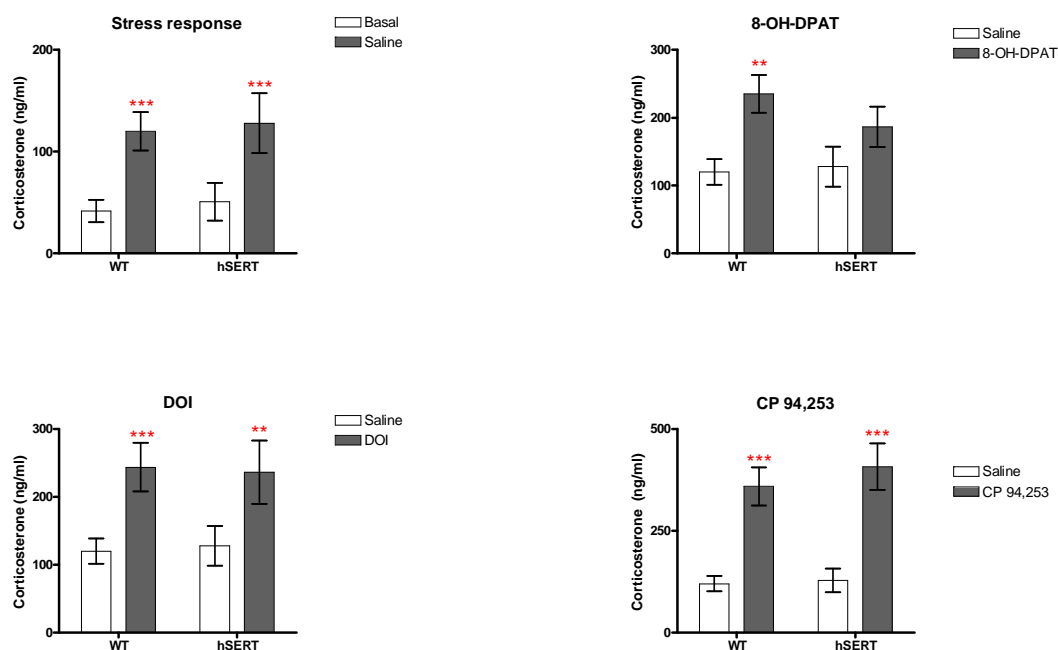 Stress response
Basal
Saline
Corticosterone (ng/ml)
200
100
0
***
***
WT
hSERT
8-OH-DPAT
Saline
8-OH-DPAT
Corticosterone (ng/ml)
300
200
100
0
**
WT
hSERT
DOI
Saline
DOI
Corticosterone (ng/ml)
300
200
100
0
***
**
WT
hSERT
CP 94,253
Saline
CP 94,253
Corticosterone (ng/ml)
500
250
0
***
***
WT
hSERT